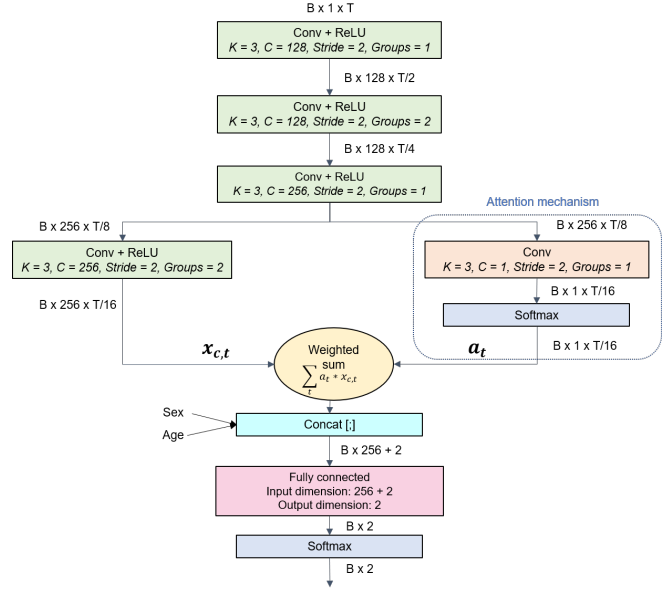 B x 1 x T
Conv + ReLU
K = 3, C = 128, Stride = 2, Groups = 1
B x 128 x T/2
Conv + ReLU
K = 3, C = 128, Stride = 2, Groups = 2
B x 128 x T/4
Conv + ReLU
K = 3, C = 256, Stride = 2, Groups = 1
Attention mechanism
B x 256 x T/8
B x 256 x T/8
Conv + ReLU
K = 3, C = 256, Stride = 2, Groups = 2
Conv
K = 3, C = 1, Stride = 2, Groups = 1
B x 256 x T/16
B x 1 x T/16
Softmax
x_{c,t}
a_t
B x 1 x T/16
Weighted
sum
∑_t a_t * x_{c,t}
Sex
Age
Concat [;]
B x 256 + 2
Fully connected
Input dimension: 256 + 2
Output dimension: 2
B x 2
Softmax
B x 2